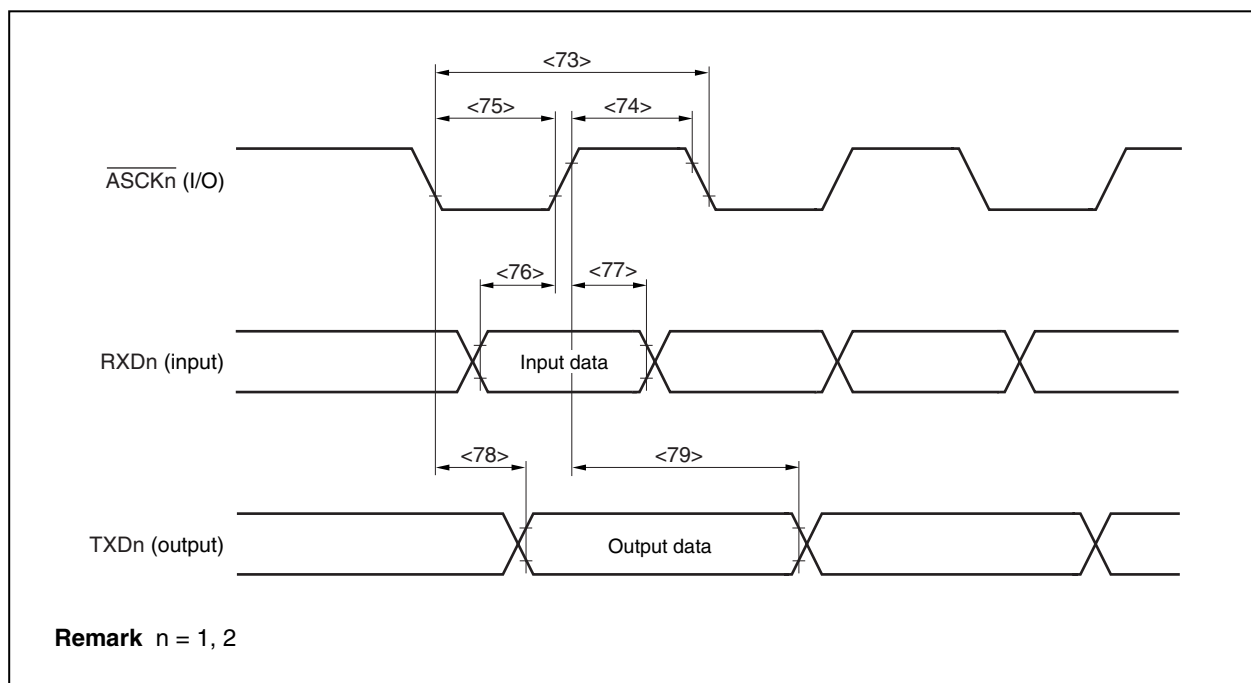 <73>
<75> <74>
ASCKn (I/O)
<76> <77>
RXDn (input) Input data
<78> <79>
TXDn (output) Output data
Remark n = 1, 2